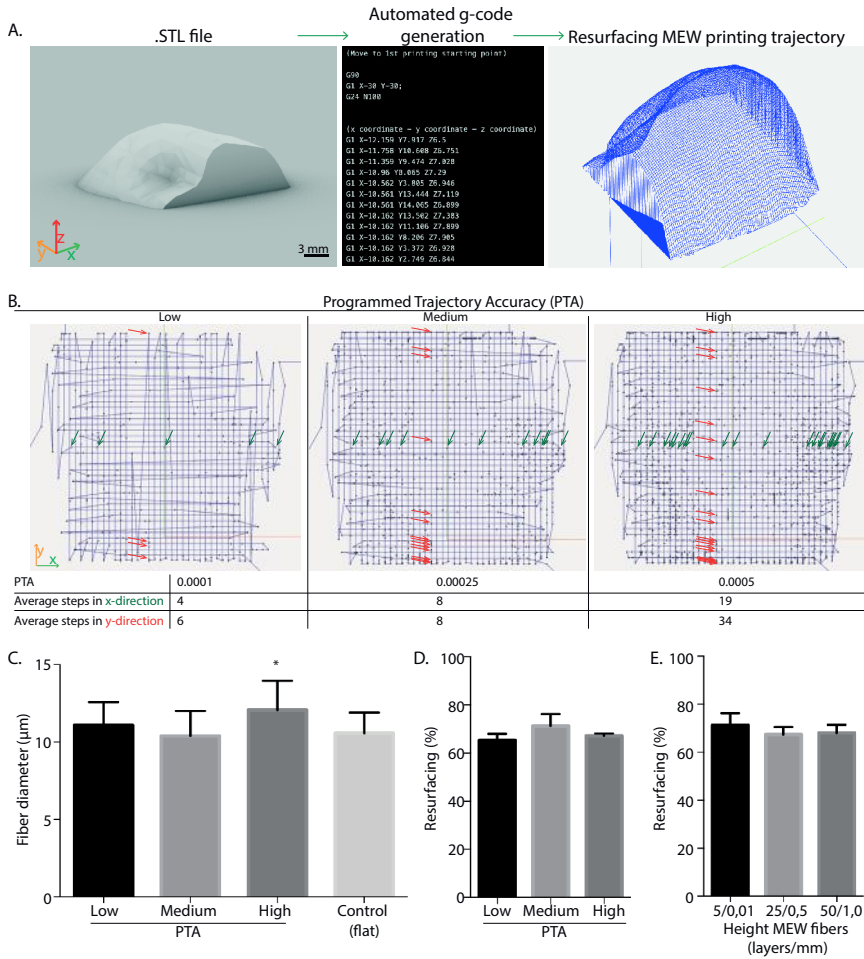 A.
.STL file
Automated g-code
generation
Resurfacing MEW printing trajectory
z
y
x
3 mm
(Move to 1st printing starting point)
G90
G1 X-30 Y-30;
G24 N100
(x coordinate - y coordinate - z coordinate)
G1 X-12.159 Y7.917 Z6.5
G1 X-11.758 Y10.608 Z6.751
G1 X-11.359 Y9.474 Z7.028
G1 X-10.96 Y8.065 Z7.29
G1 X-10.562 Y3.805 Z6.946
G1 X-10.561 Y13.444 Z7.119
G1 X-10.561 Y14.065 Z6.899
G1 X-10.162 Y13.502 Z7.383
G1 X-10.162 Y11.106 Z7.899
G1 X-10.162 Y8.206 Z7.905
G1 X-10.162 Y3.372 Z6.928
G1 X-10.162 Y2.749 Z6.844
B.
Programmed Trajectory Accuracy (PTA)
Low Medium High
y
x
PTA 0.0001 0.00025 0.0005
Average steps in x-direction 4 8 19
Average steps in y-direction 6 8 34
C.
Fiber diameter (µm)
15
10
5
0
*
Low Medium High Control
(flat)
PTA
D.
Resurfacing (%)
100
80
60
40
20
0
Low Medium High
PTA
E.
Resurfacing (%)
100
80
60
40
20
0
5/0,01 25/0,5 50/1,0
Height MEW fibers
(layers/mm)